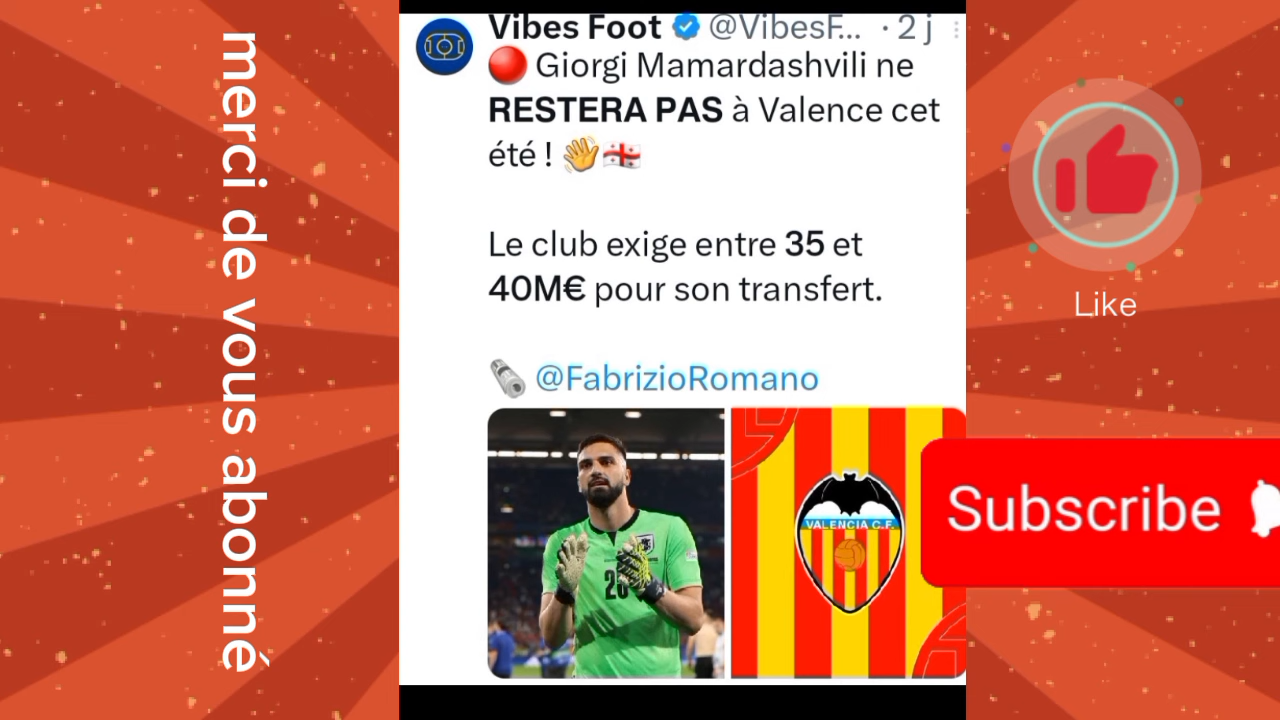 merci de vous abonné
Vibes Foot @VibesF... · 2 j
Giorgi Mamardashvili ne
RESTERA PAS à Valence cet
été !
Le club exige entre 35 et
40M€ pour son transfert.
@FabrizioRomano
26
VALENCIA C.F.
Like
Subscribe